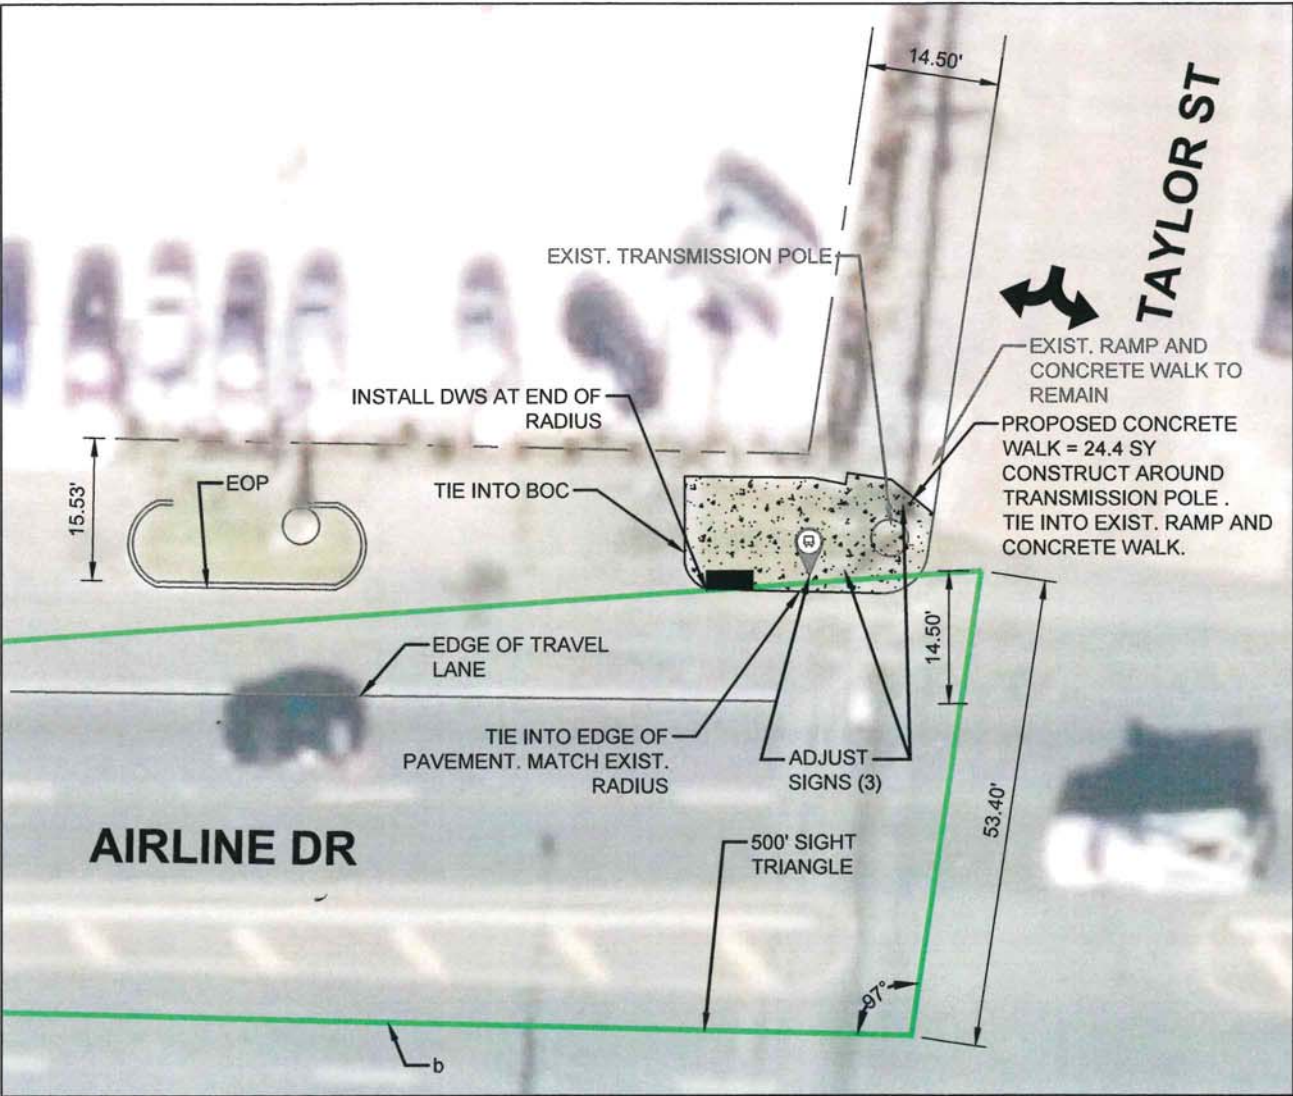 14.50'
TAYLOR ST
EXIST. TRANSMISSION POLE
EXIST. RAMP AND
CONCRETE WALK TO
REMAIN
INSTALL DWS AT END OF
RADIUS
PROPOSED CONCRETE
WALK = 24.4 SY
CONSTRUCT AROUND
TRANSMISSION POLE .
TIE INTO EXIST. RAMP AND
CONCRETE WALK.
15.53'
EOP
TIE INTO BOC
14.50'
EDGE OF TRAVEL
LANE
TIE INTO EDGE OF
PAVEMENT. MATCH EXIST.
RADIUS
ADJUST
SIGNS (3)
53.40'
AIRLINE DR
500' SIGHT
TRIANGLE
97°
b